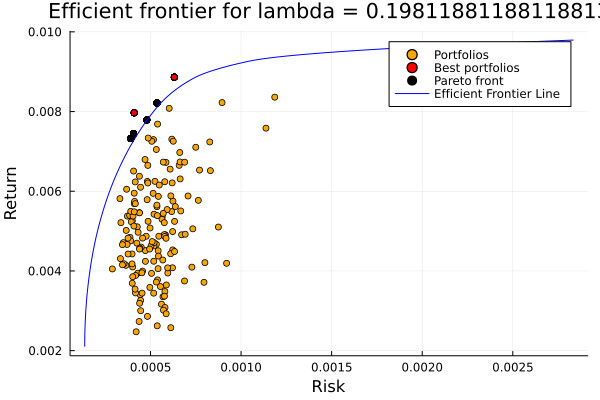 Efficient frontier for lambda = 0.1981188118811881
0.010
0.008
0.006
0.004
0.002
Return
Portfolios
Best portfolios
Pareto front
Efficient Frontier Line
0.0005
0.0010
0.0015
0.0020
0.0025
Risk